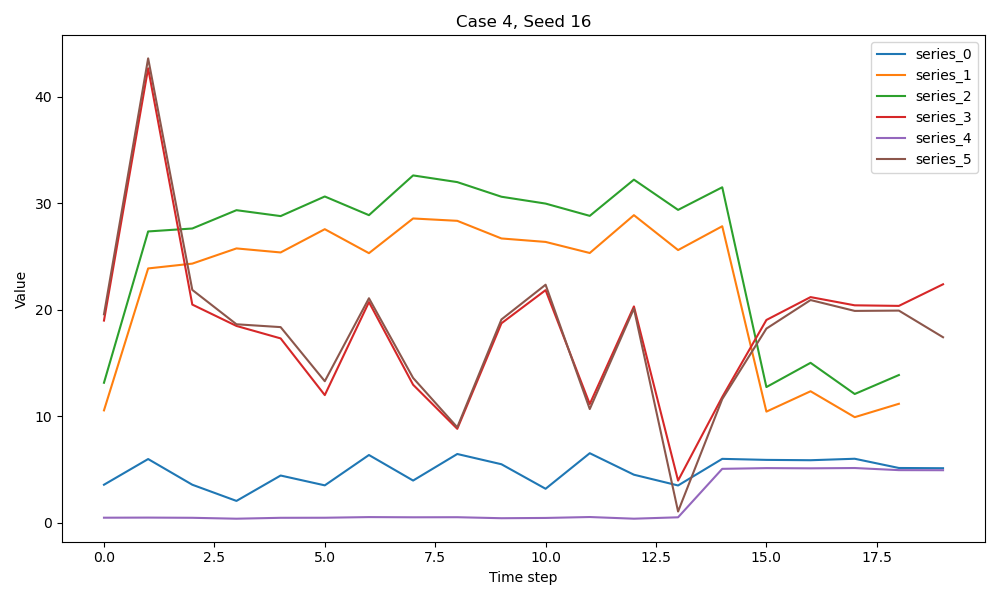 Case 4, Seed 16
series_0
series_1
series_2
series_3
series_4
series_5
Value
40
30
20
10
0
0.0 2.5 5.0 7.5 10.0 12.5 15.0 17.5
Time step